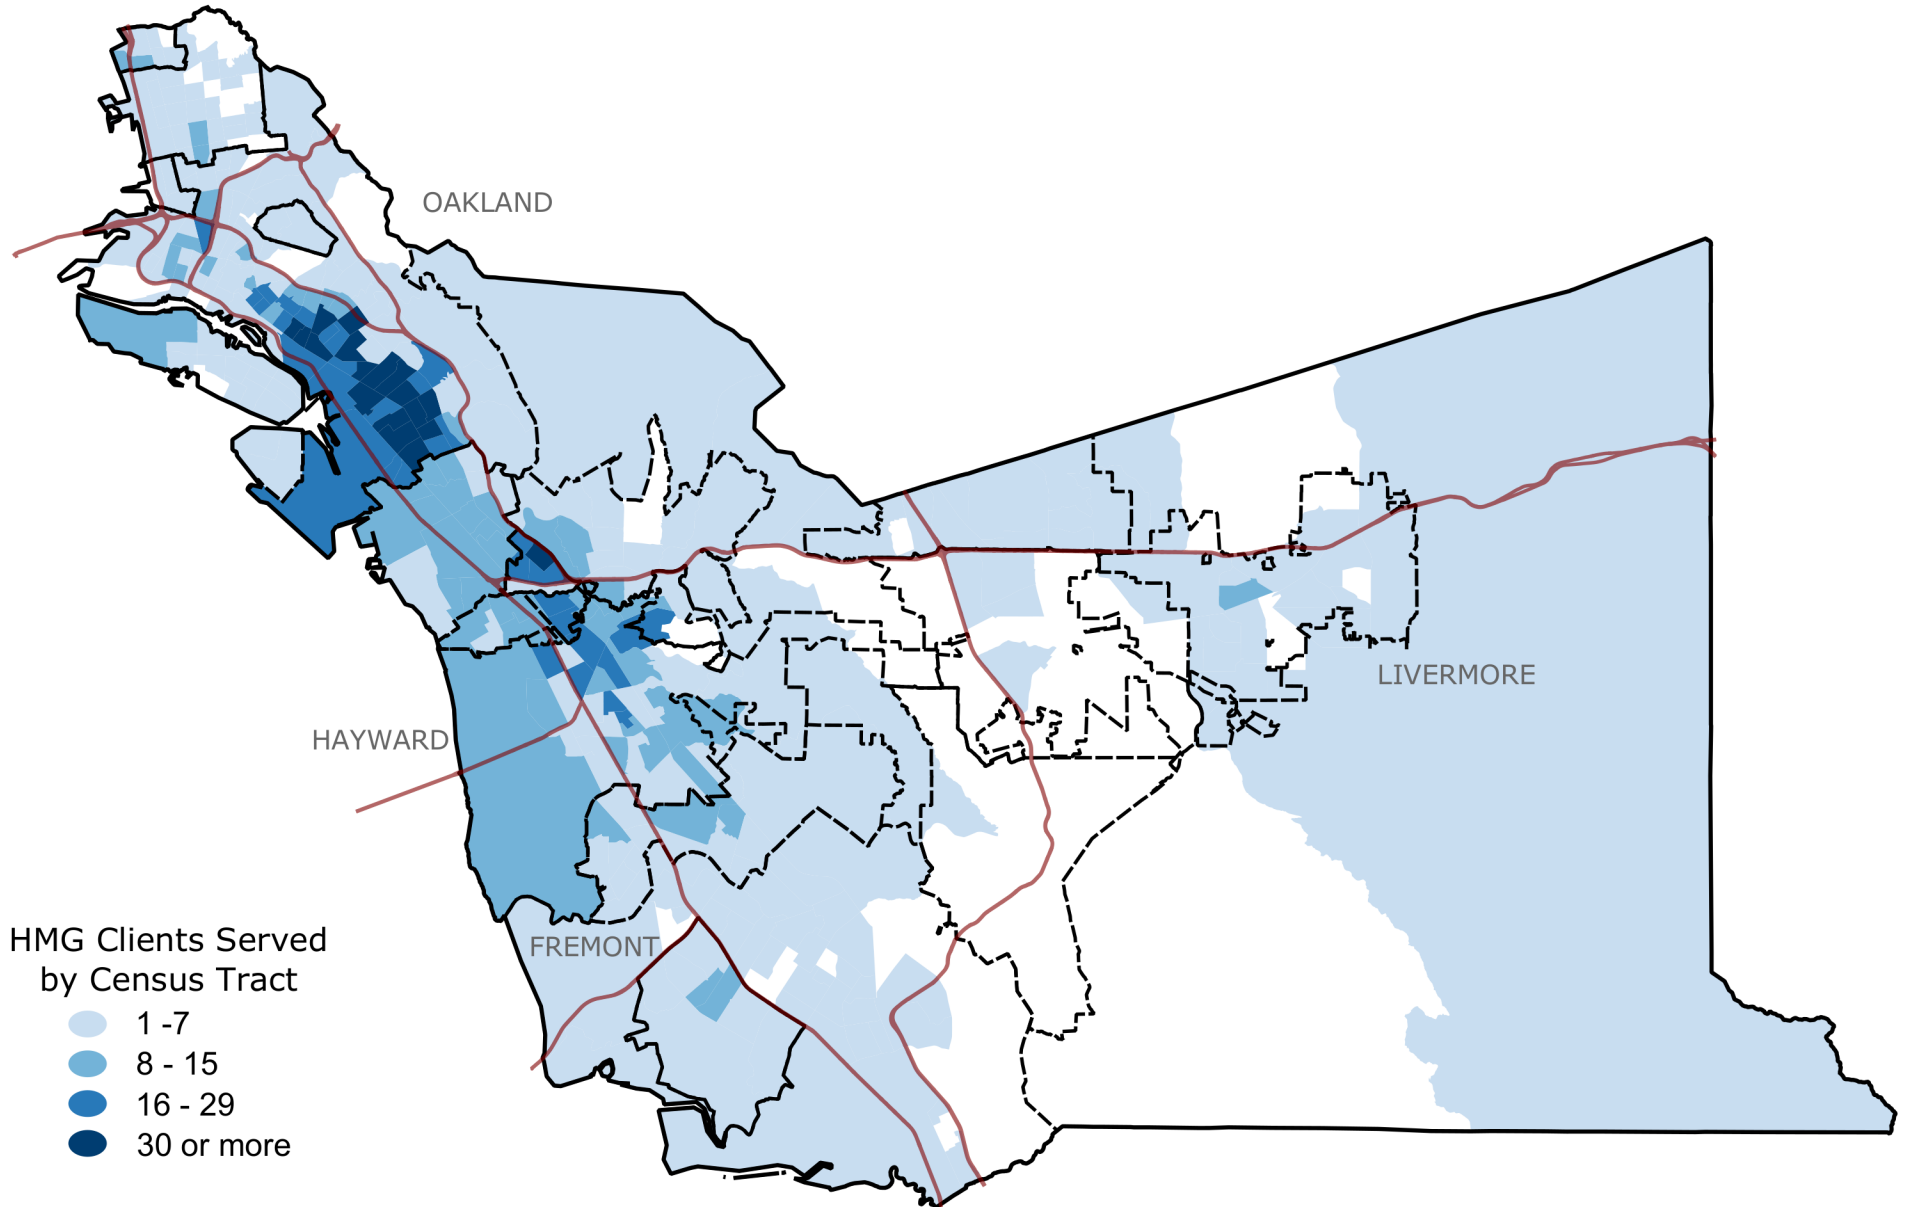 OAKLAND
LIVERMORE
HAYWARD
FREMONT
HMG Clients Served
by Census Tract
1 -7
8 - 15
16 - 29
30 or more